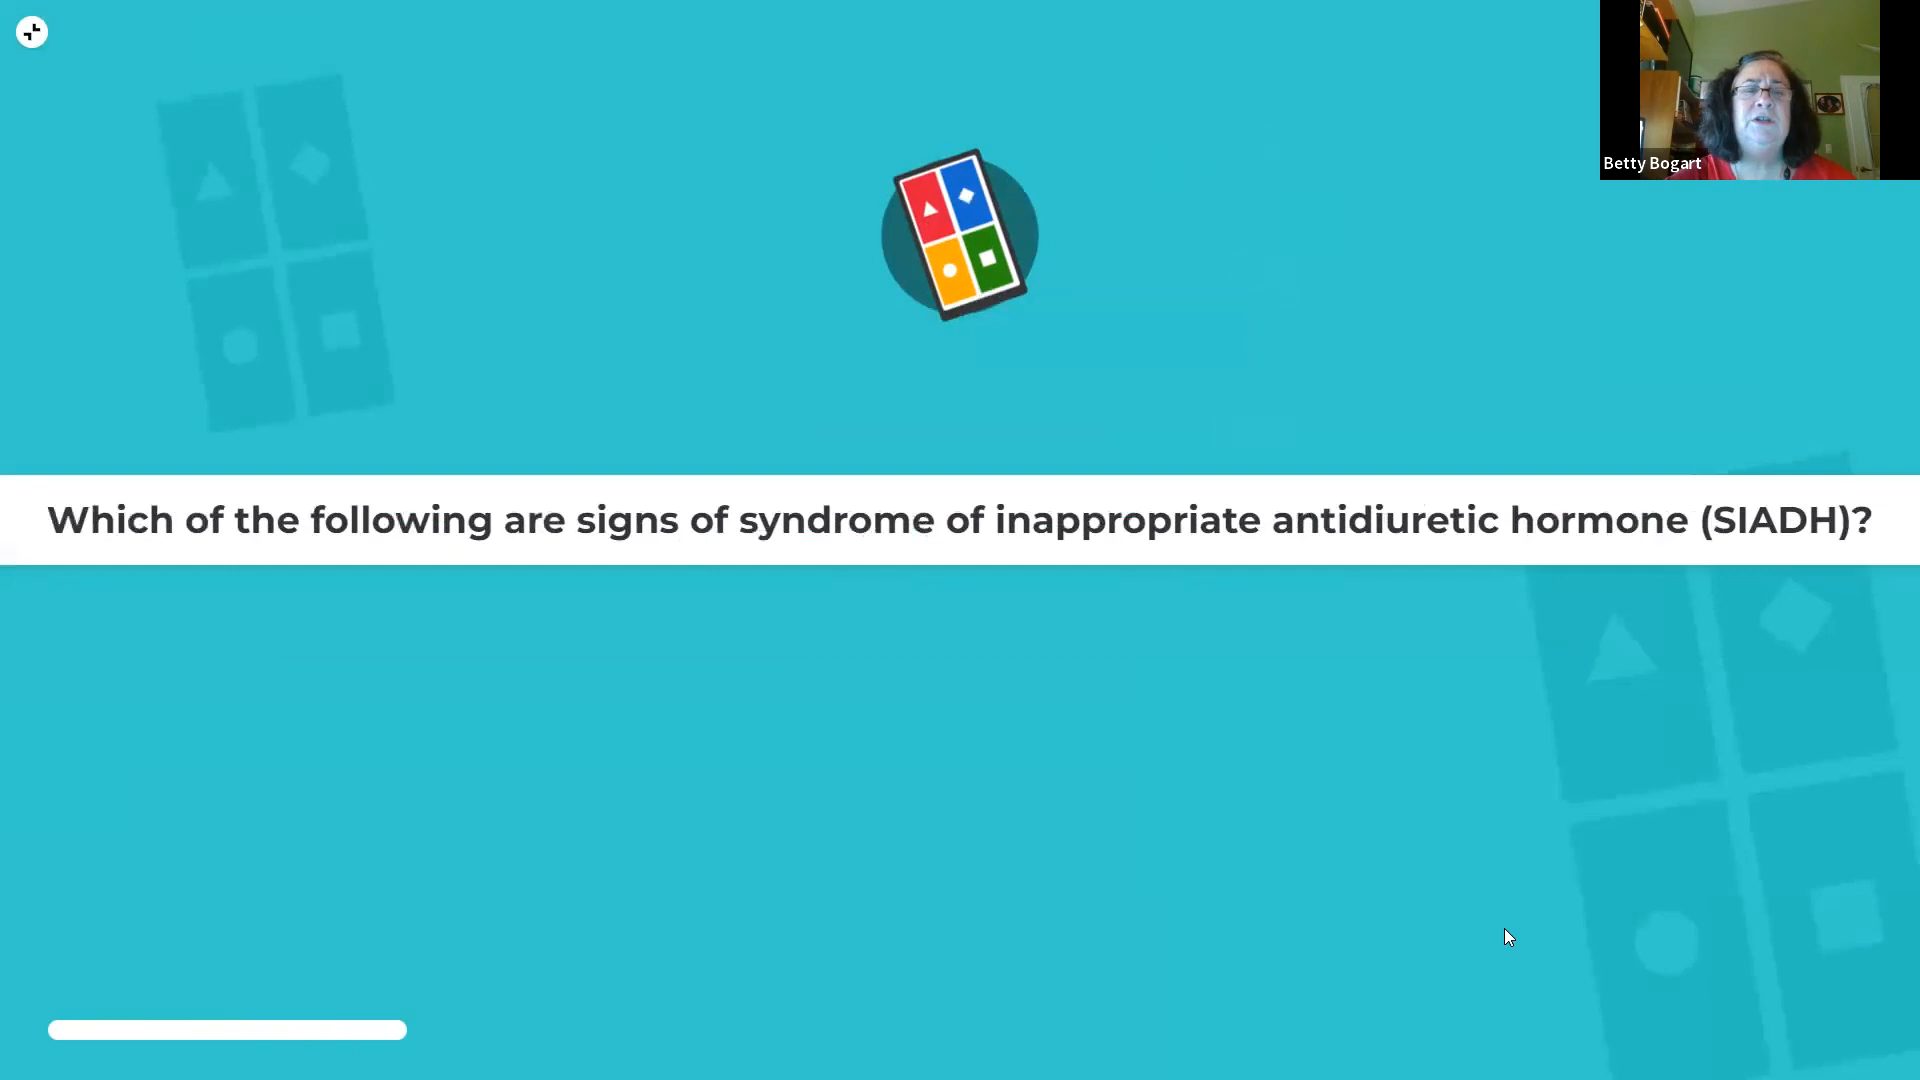 Betty Bogart
Which of the following are signs of syndrome of inappropriate antidiuretic hormone (SIADH)?